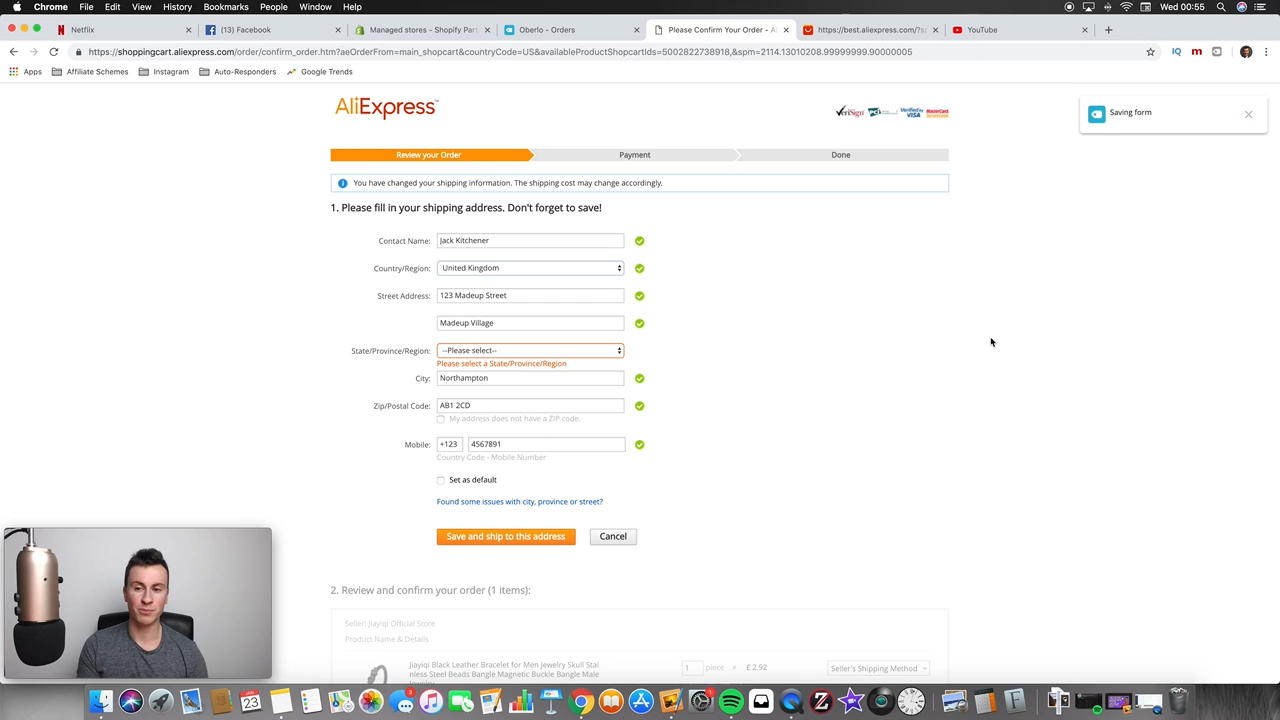 Chrome File Edit View History Bookmarks People Window Help
Wed 00:55
Netflix
(13) Facebook
Managed stores - Shopify Par
Oberlo - Orders
Please Confirm Your Order - A
https://best.aliexpress.com/?s
YouTube
https://shoppingcart.aliexpress.com/order/confirm_order.htm?aeOrderFrom=main_shopcart&countryCode=US&availableProductShopcartIds=5002822738918,&spm=2114.13010208.99999999.90000005
Apps Affiliate Schemes Instagram Auto-Responders Google Trends
AliExpress™
VeriSign
Verified by VISA
MasterCard
Saving form
Review your Order Payment Done
You have changed your shipping information. The shipping cost may change accordingly.
1. Please fill in your shipping address. Don't forget to save!
Contact Name: Jack Kitchener
Country/Region: United Kingdom
Street Address: 123 Madeup Street
Madeup Village
State/Province/Region: --Please select--
Please select a State/Province/Region
City: Northampton
Zip/Postal Code: AB1 2CD
My address does not have a ZIP code.
Mobile: +123 4567891
Country Code - Mobile Number
Set as default
Found some issues with city, province or street?
Save and ship to this address Cancel
2. Review and confirm your order (1 items):
Seller: Jiayiqi Official Store
Product Name & Details
Jiayiqi Black Leather Bracelet for Men Jewelry Skull Stai
nless Steel Beads Bangle Magnetic Buckle Bangle Male
1 piece £ 2.92 Seller's Shipping Method